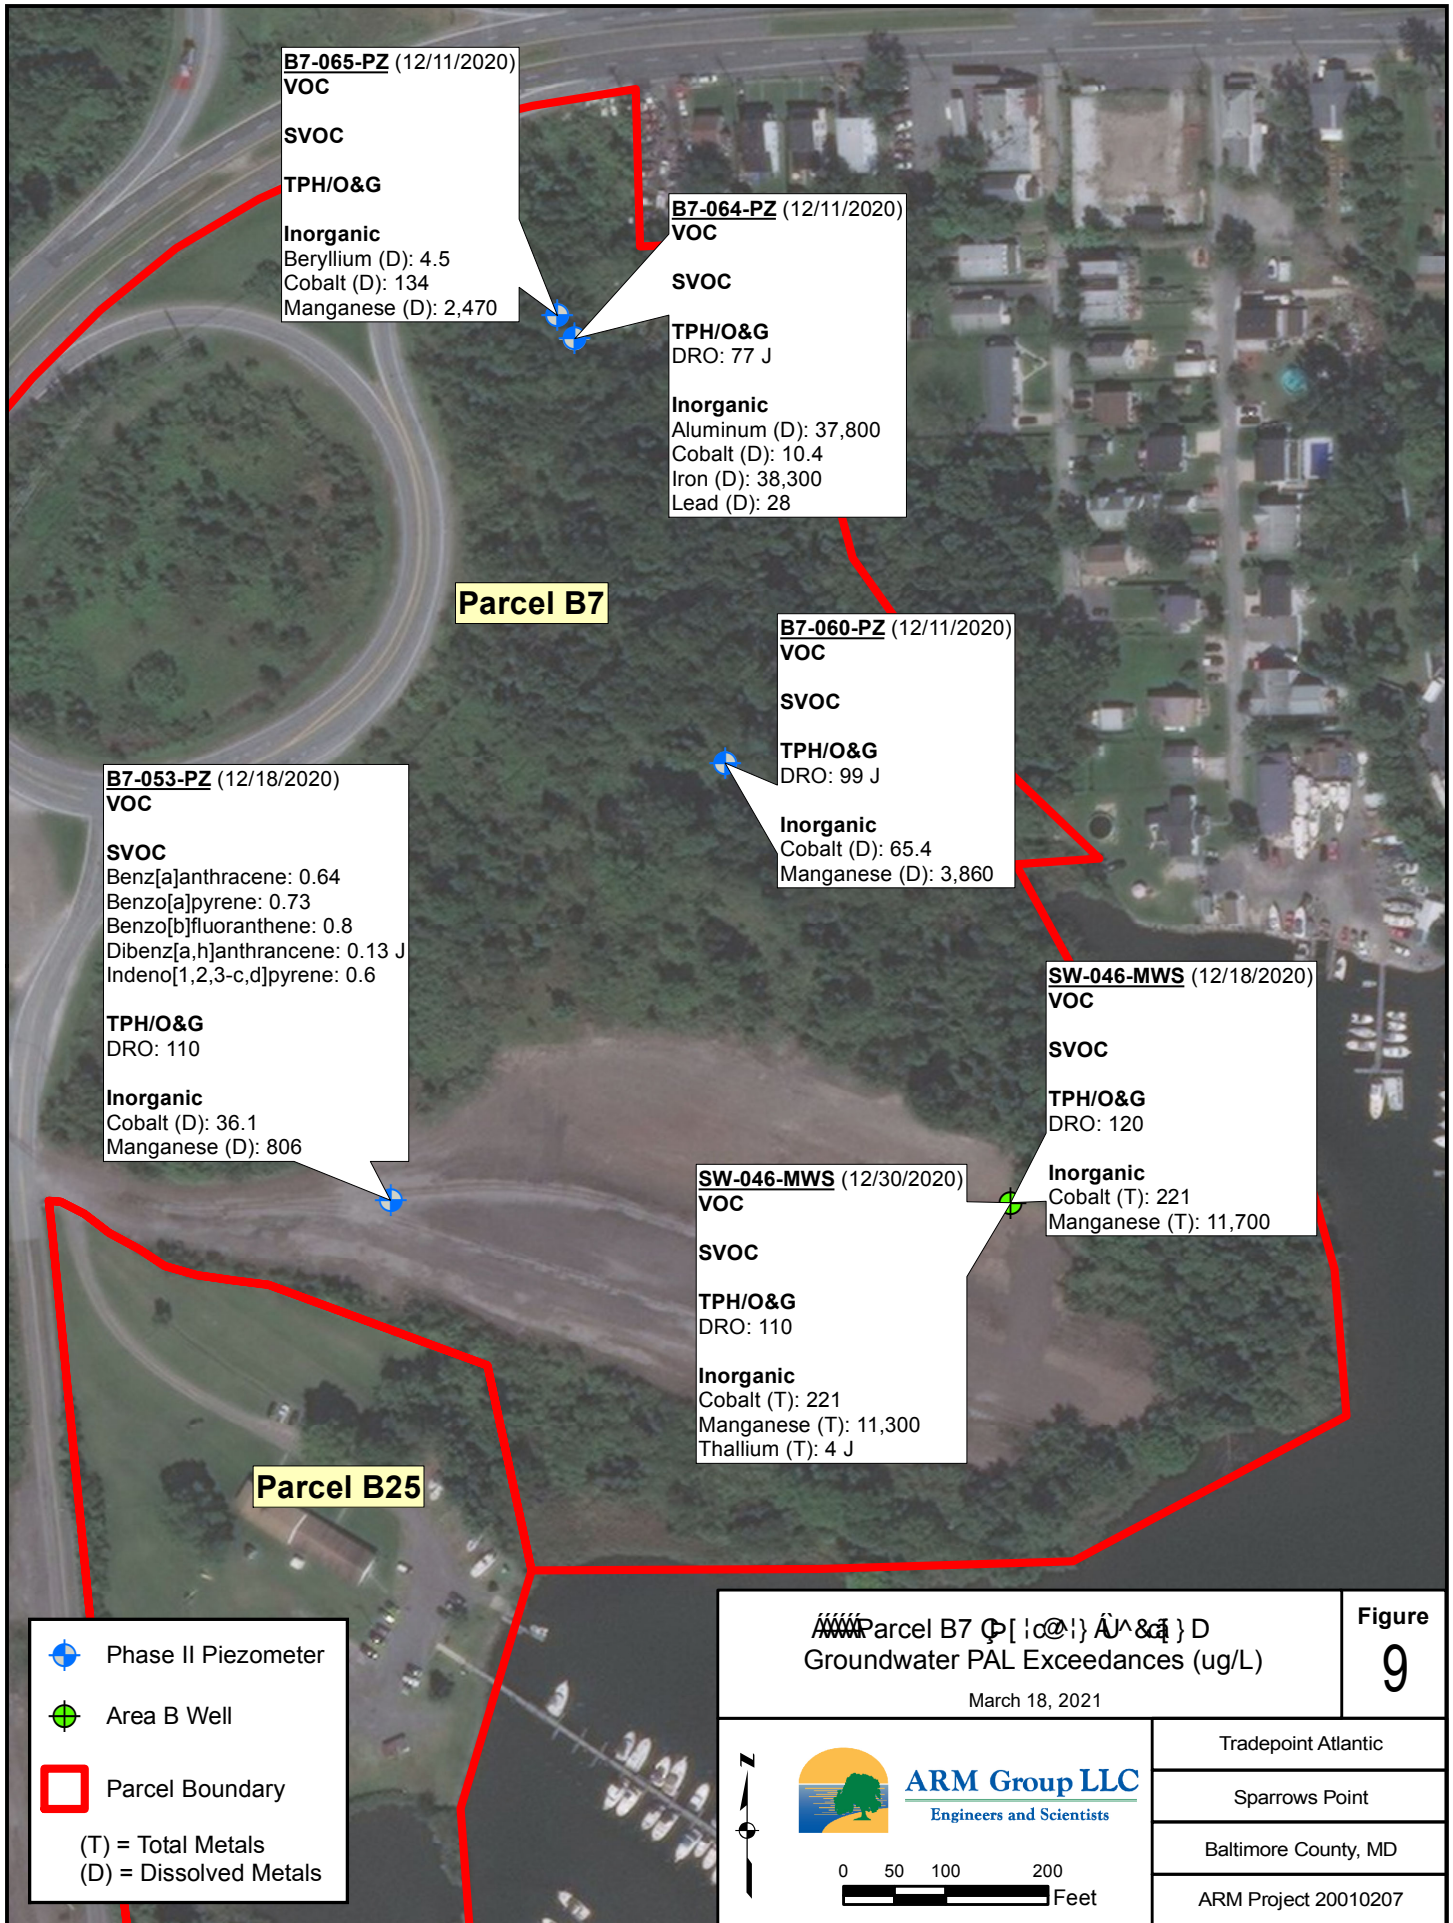 B7-065-PZ (12/11/2020)
VOC
SVOC
TPH/O&G
Inorganic
Beryllium (D): 4.5
Cobalt (D): 134
Manganese (D): 2,470
B7-064-PZ (12/11/2020)
VOC
SVOC
TPH/O&G
DRO: 77 J
Inorganic
Aluminum (D): 37,800
Cobalt (D): 10.4
Iron (D): 38,300
Lead (D): 28
Parcel B7
B7-060-PZ (12/11/2020)
VOC
SVOC
TPH/O&G
DRO: 99 J
Inorganic
Cobalt (D): 65.4
Manganese (D): 3,860
B7-053-PZ (12/18/2020)
VOC
SVOC
Benz[a]anthracene: 0.64
Benzo[a]pyrene: 0.73
Benzo[b]fluoranthene: 0.8
Dibenz[a,h]anthrancene: 0.13 J
Indeno[1,2,3-c,d]pyrene: 0.6
TPH/O&G
DRO: 110
Inorganic
Cobalt (D): 36.1
Manganese (D): 806
SW-046-MWS (12/18/2020)
VOC
SVOC
TPH/O&G
DRO: 120
Inorganic
Cobalt (T): 221
Manganese (T): 11,700
SW-046-MWS (12/30/2020)
VOC
SVOC
TPH/O&G
DRO: 110
Inorganic
Cobalt (T): 221
Manganese (T): 11,300
Thallium (T): 4 J
Parcel B25
Phase II Piezometer
Area B Well
Parcel Boundary
(T) = Total Metals
(D) = Dissolved Metals
Parcel B7
Groundwater PAL Exceedances (ug/L)
March 18, 2021
Figure
9
Z
ARM Group LLC
Engineers and Scientists
0 50 100 200
Feet
Tradepoint Atlantic
Sparrows Point
Baltimore County, MD
ARM Project 20010207